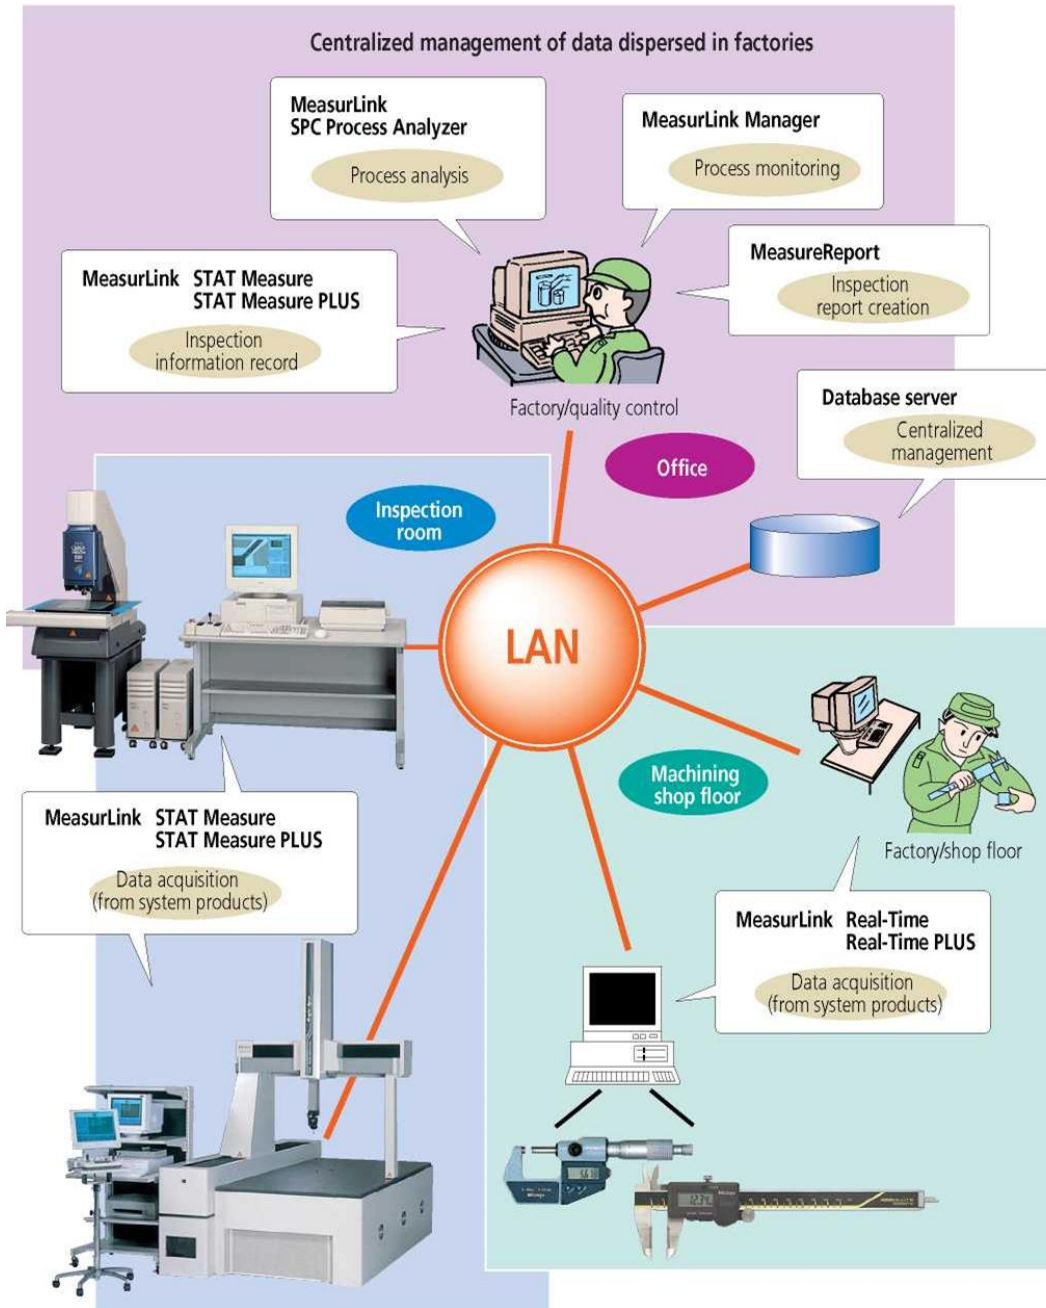 Centralized management of data dispersed in factories
MeasurLink
SPC Process Analyzer
Process analysis
MeasurLink Manager
Process monitoring
MeasurLink STAT Measure
STAT Measure PLUS
Inspection
information record
MeasureReport
Inspection
report creation
Factory/quality control
Database server
Centralized
management
Office
Inspection
room
LAN
Machining
shop floor
Factory/shop floor
MeasurLink STAT Measure
STAT Measure PLUS
Data acquisition
(from system products)
MeasurLink Real-Time
Real-Time PLUS
Data acquisition
(from system products)